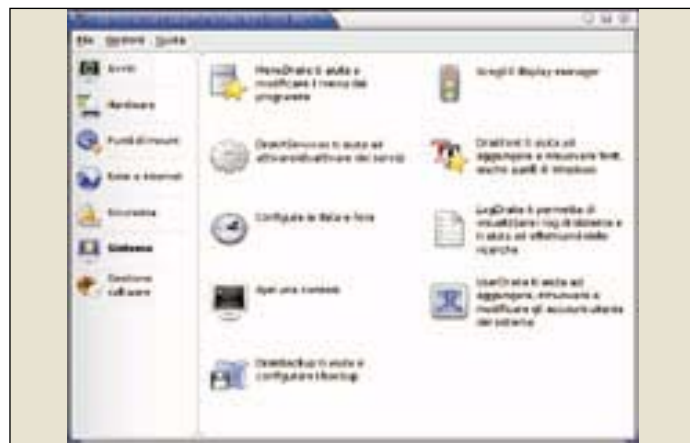 File Opzioni Aiuto
Avvio
Hardware
Punti di mount
Rete e Internet
Sicurezza
Sistema
Gestione
software
MenuDrake ti aiuta a
modificare il menu dei
programmi
DrakXServices ti aiuta ad
attivare/disattivare dei servizi
Configura la data e l'ora
Apri una console
DrakBackup ti aiuta a
configurare i backup
Scegli il display manager
DrakFont ti aiuta ad
aggiungere e rimuovere font,
anche quelli di Windows
LogDrake ti permette di
visualizzare i log di sistema e
ti aiuta ad effettuare delle
ricerche
UserDrake ti aiuta ad
aggiungere, rimuovere o
modificare gli account utente
del sistema